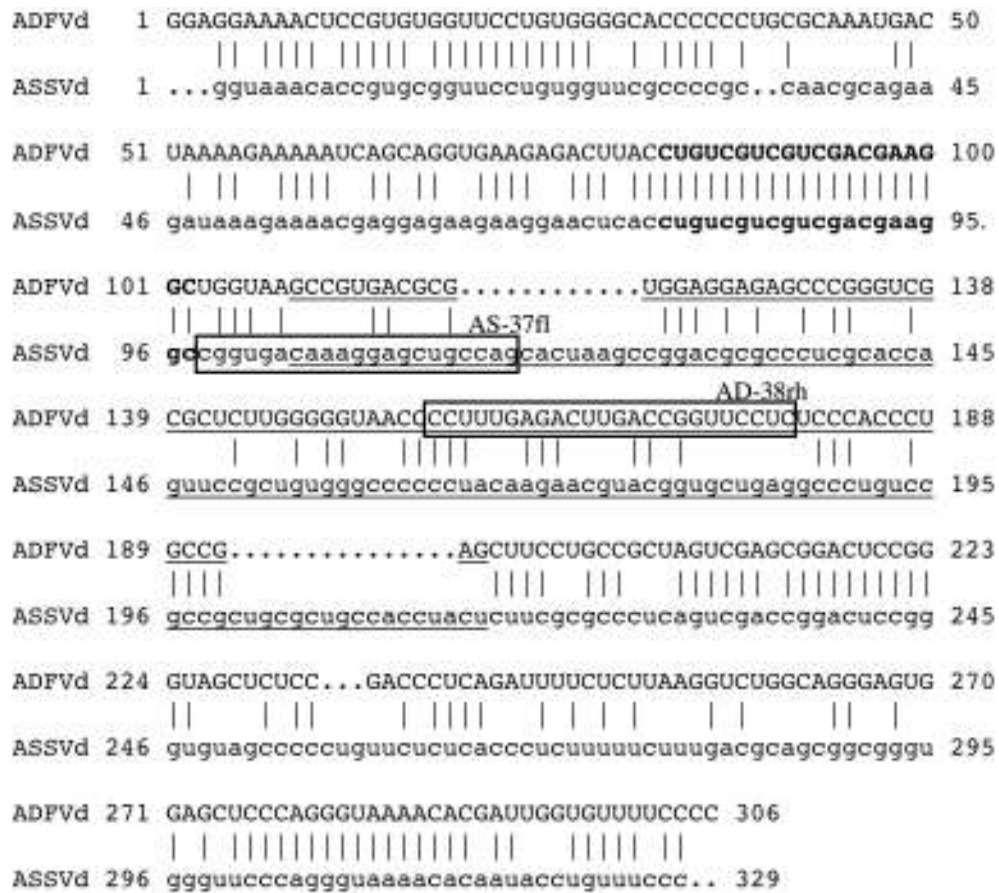 ADFVd 1 GGAGGAAAACUCCGUGUGGUUCCUGUGGGGCACCCCCCUGCGCAAAUGAC 50
ASSVd 1 ...gguaaacaccgugcgguuccugugguucgccccgc..caacgcagaa 45
ADFVd 51 UAAAAGAAAAAUCAGCAGGUGAAGAGACUUACCUGUCGUCGUCGACGAAG 100
ASSVd 46 gauaaagaaaacgaggagaagaaggaacucaccugucgucgucgacgaag 95.
ADFVd 101 GCUGGUAAGCCGUGACGCG............UGGAGGAGAGCCCGGGUCG 138
AS-37fl
ASSVd 96 gccggugacaaaggagcugccagcacuaagccggacgcgcccucgcacca 145
AD-38rh
ADFVd 139 CGCUCUUGGGGGUAACCCCUUUGAGACUUGACCGGUUCCUCUCCCACCCU 188
ASSVd 146 guuccgcugugggccccccuacaagaacguacggugcugaggcccugucc 195
ADFVd 189 GCCG...............AGCUUCCUGCCGCUAGUCGAGCGGACUCCGG 223
ASSVd 196 gccgcugcgcugccaccuacucuucgcgcccucagucgaccggacuccgg 245
ADFVd 224 GUAGCUCUCC...GACCCUCAGAUUUUCUCUUAAGGUCUGGCAGGGAGUG 270
ASSVd 246 guguagcccccuguucucucacccucuuuuucuuugacgcagcggcgggu 295
ADFVd 271 GAGCUCCCAGGGUAAAACACGAUUGGUGUUUUCCCC 306
ASSVd 296 ggguucccaggguaaaacacaauaccuguuuccc.. 329